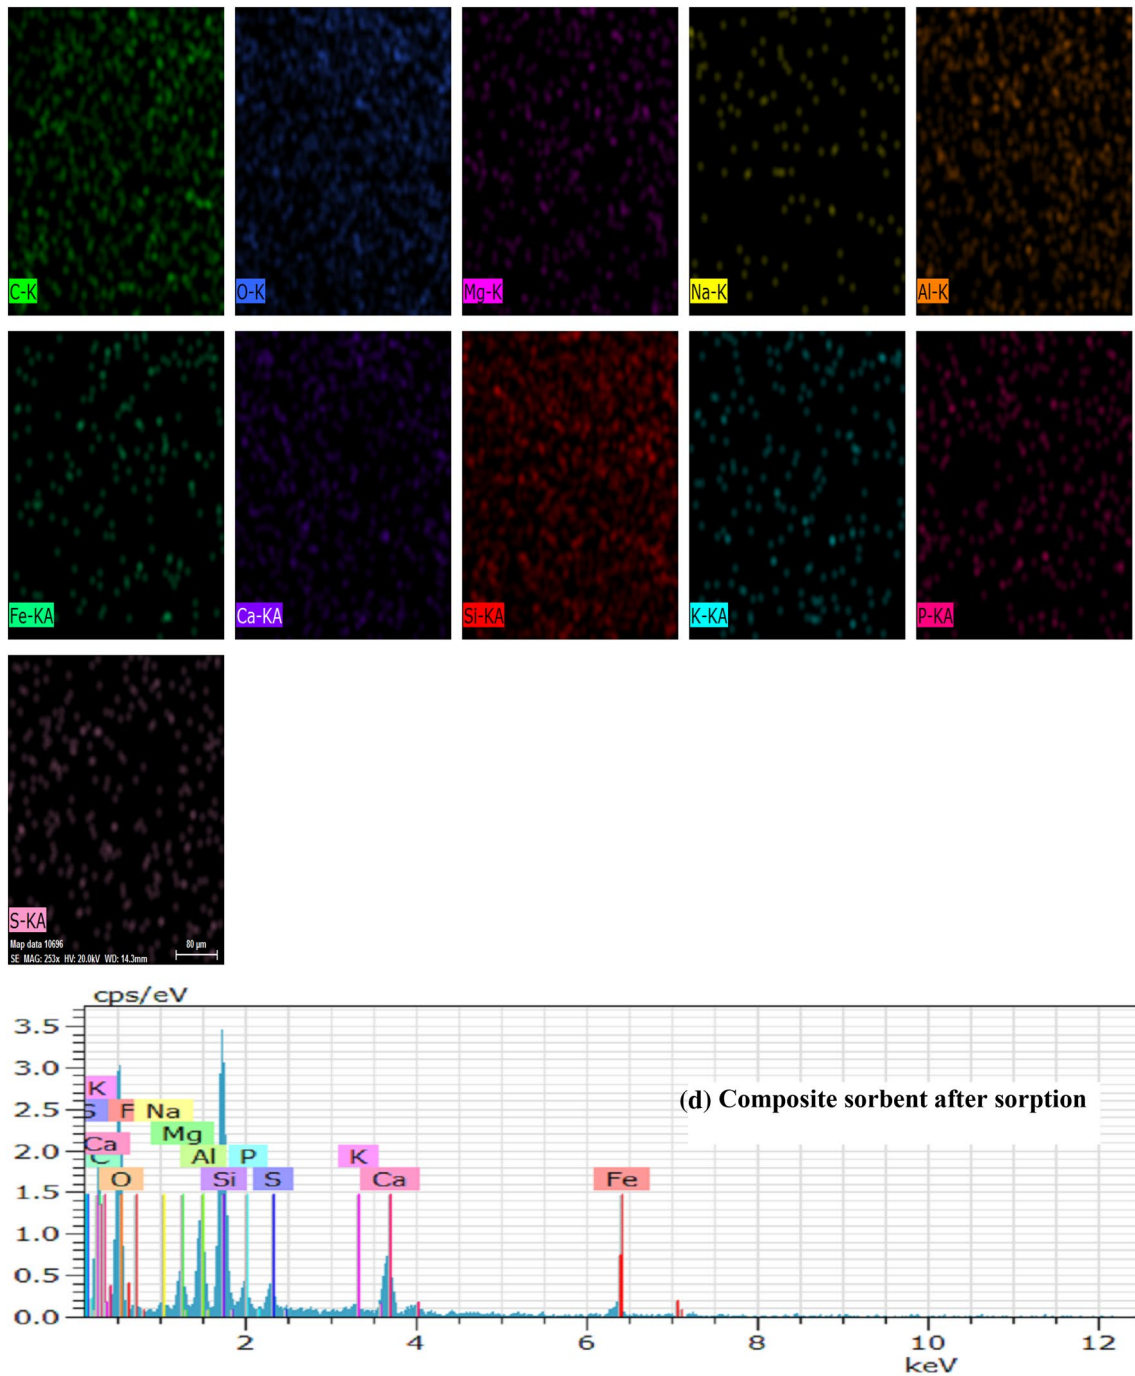 C-K
O-K
Mg-K
Na-K
Al-K
Fe-KA
Ca-KA
Si-KA
K-KA
P-KA
S-KA
Map data 10696
80 µm
SE MAG: 253x HV: 20.0kV WD: 14.3mm
cps/eV
3.5
3.0
2.5
2.0
1.5
1.0
0.5
0.0
(d) Composite sorbent after sorption
K
S F Na
Mg
Ca
C Al P K
O Si S Ca Fe
2 4 6 8 10 12
keV